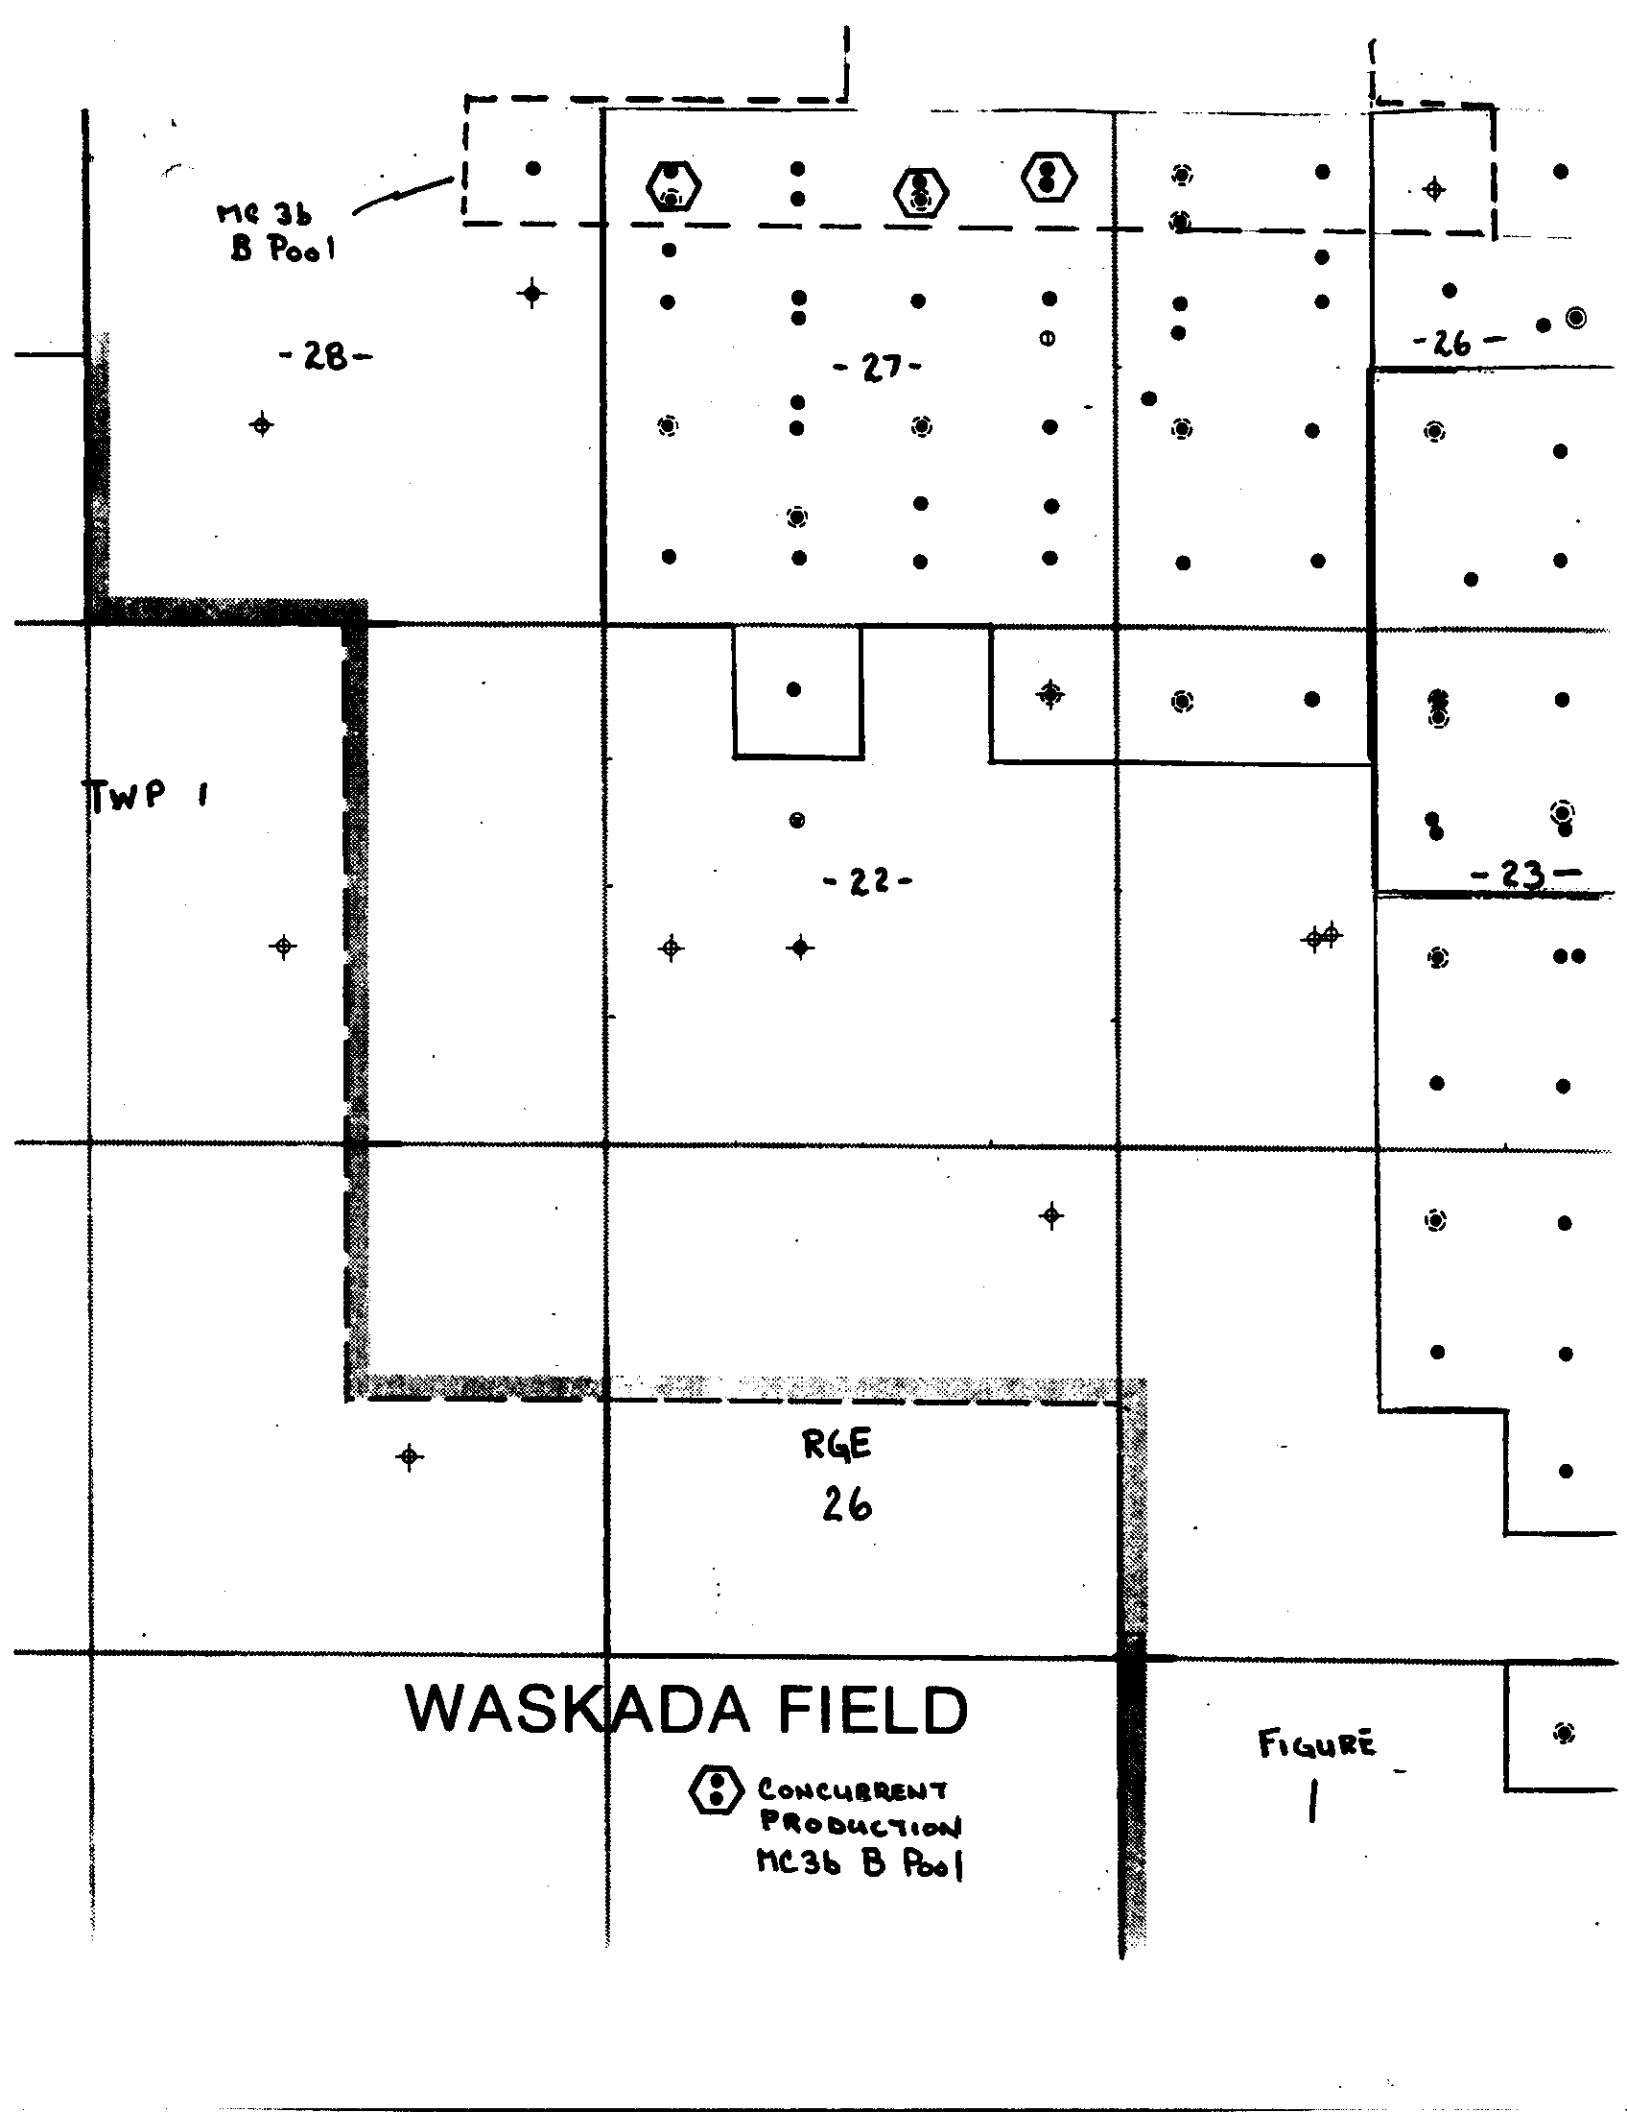 MC 3b
B Pool
-28-
-27-
-26-
TWP 1
-22-
-23-
RGE
26
WASKADA FIELD
FIGURE
1
CONCURRENT
PRODUCTION
MC3b B Pool